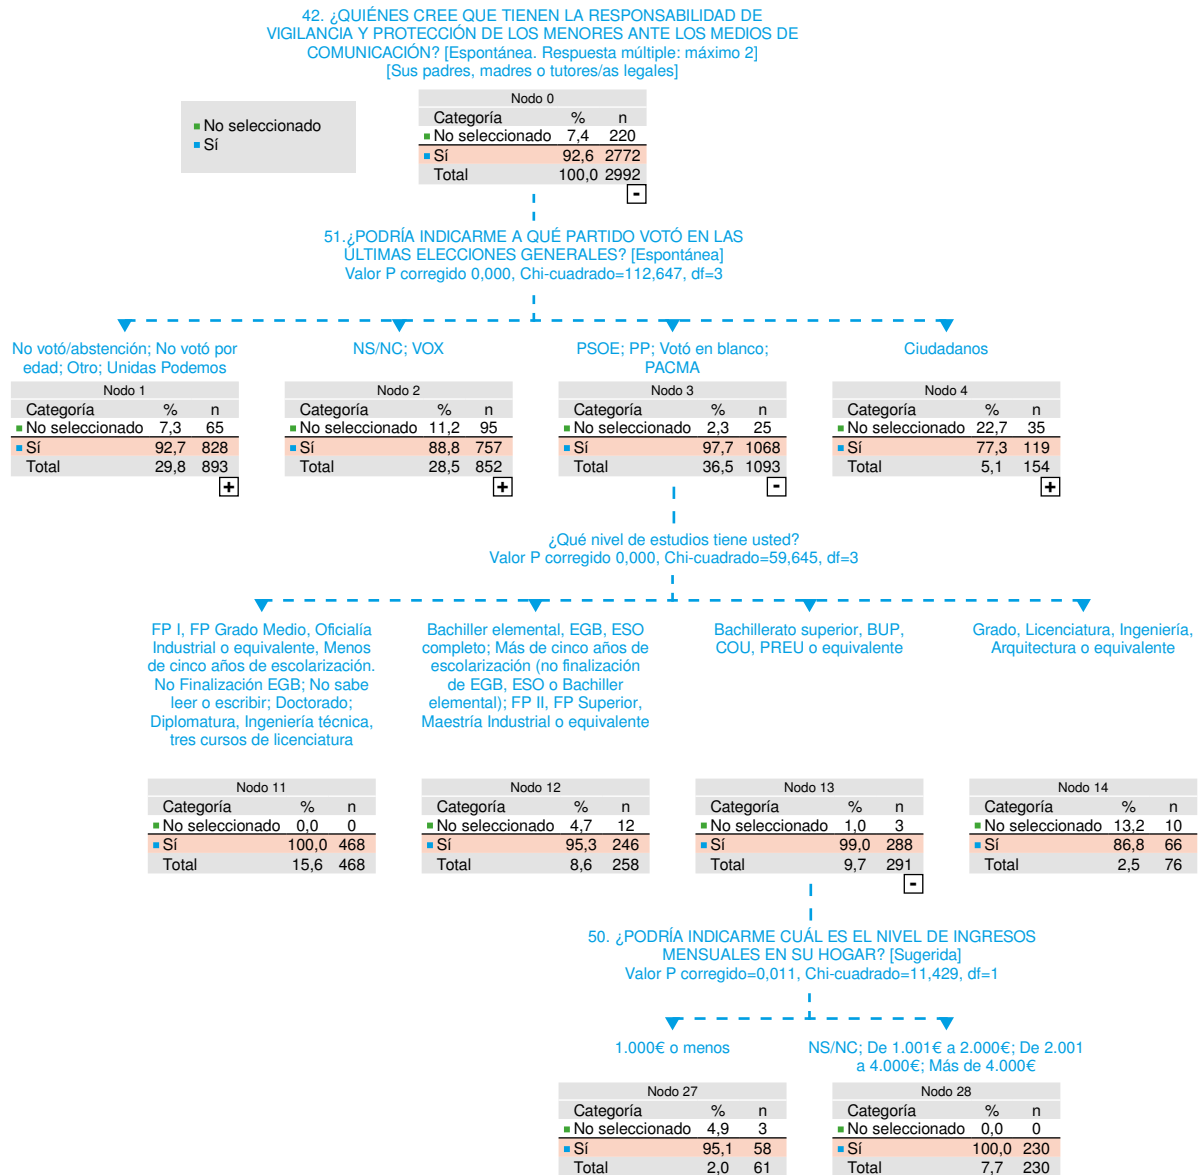 42. ¿QUIÉNES CREE QUE TIENEN LA RESPONSABILIDAD DE
VIGILANCIA Y PROTECCIÓN DE LOS MENORES ANTE LOS MEDIOS DE
COMUNICACIÓN? [Espontánea. Respuesta múltiple: máximo 2]
[Sus padres, madres o tutores/as legales]
No seleccionado
Sí
Nodo 0
Categoría % n
No seleccionado 7,4 220
Sí 92,6 2772
Total 100,0 2992
-
51.¿PODRÍA INDICARME A QUÉ PARTIDO VOTÓ EN LAS
ÚLTIMAS ELECCIONES GENERALES? [Espontánea]
Valor P corregido 0,000, Chi-cuadrado=112,647, df=3
No votó/abstención; No votó por
edad; Otro; Unidas Podemos
Nodo 1
Categoría % n
No seleccionado 7,3 65
Sí 92,7 828
Total 29,8 893
+
NS/NC; VOX
Nodo 2
Categoría % n
No seleccionado 11,2 95
Sí 88,8 757
Total 28,5 852
+
PSOE; PP; Votó en blanco;
PACMA
Nodo 3
Categoría % n
No seleccionado 2,3 25
Sí 97,7 1068
Total 36,5 1093
-
Ciudadanos
Nodo 4
Categoría % n
No seleccionado 22,7 35
Sí 77,3 119
Total 5,1 154
+
¿Qué nivel de estudios tiene usted?
Valor P corregido 0,000, Chi-cuadrado=59,645, df=3
FP I, FP Grado Medio, Oficialía
Industrial o equivalente, Menos
de cinco años de escolarización.
No Finalización EGB; No sabe
leer o escribir; Doctorado;
Diplomatura, Ingeniería técnica,
tres cursos de licenciatura
Nodo 11
Categoría % n
No seleccionado 0,0 0
Sí 100,0 468
Total 15,6 468
Bachiller elemental, EGB, ESO
completo; Más de cinco años de
escolarización (no finalización
de EGB, ESO o Bachiller
elemental); FP II, FP Superior,
Maestría Industrial o equivalente
Nodo 12
Categoría % n
No seleccionado 4,7 12
Sí 95,3 246
Total 8,6 258
Bachillerato superior, BUP,
COU, PREU o equivalente
Nodo 13
Categoría % n
No seleccionado 1,0 3
Sí 99,0 288
Total 9,7 291
-
Grado, Licenciatura, Ingeniería,
Arquitectura o equivalente
Nodo 14
Categoría % n
No seleccionado 13,2 10
Sí 86,8 66
Total 2,5 76
50. ¿PODRÍA INDICARME CUÁL ES EL NIVEL DE INGRESOS
MENSUALES EN SU HOGAR? [Sugerida]
Valor P corregido=0,011, Chi-cuadrado=11,429, df=1
1.000€ o menos
Nodo 27
Categoría % n
No seleccionado 4,9 3
Sí 95,1 58
Total 2,0 61
NS/NC; De 1.001€ a 2.000€; De 2.001
a 4.000€; Más de 4.000€
Nodo 28
Categoría % n
No seleccionado 0,0 0
Sí 100,0 230
Total 7,7 230